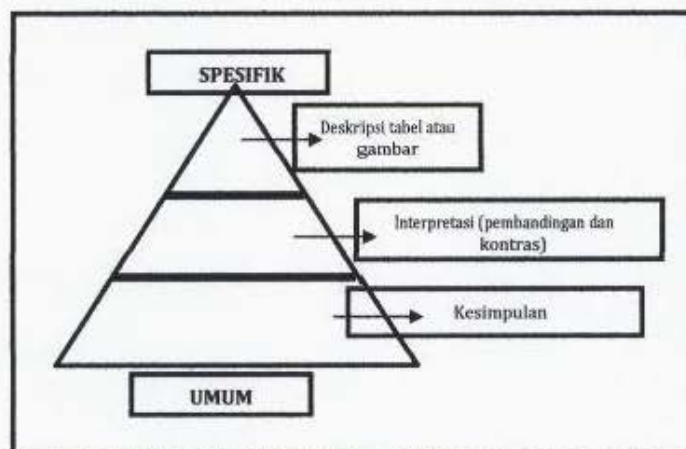 SPESIFIK
Deskripsi tabel atau
gambar
Interpretasi (pembandingan dan
kontras)
Kesimpulan
UMUM